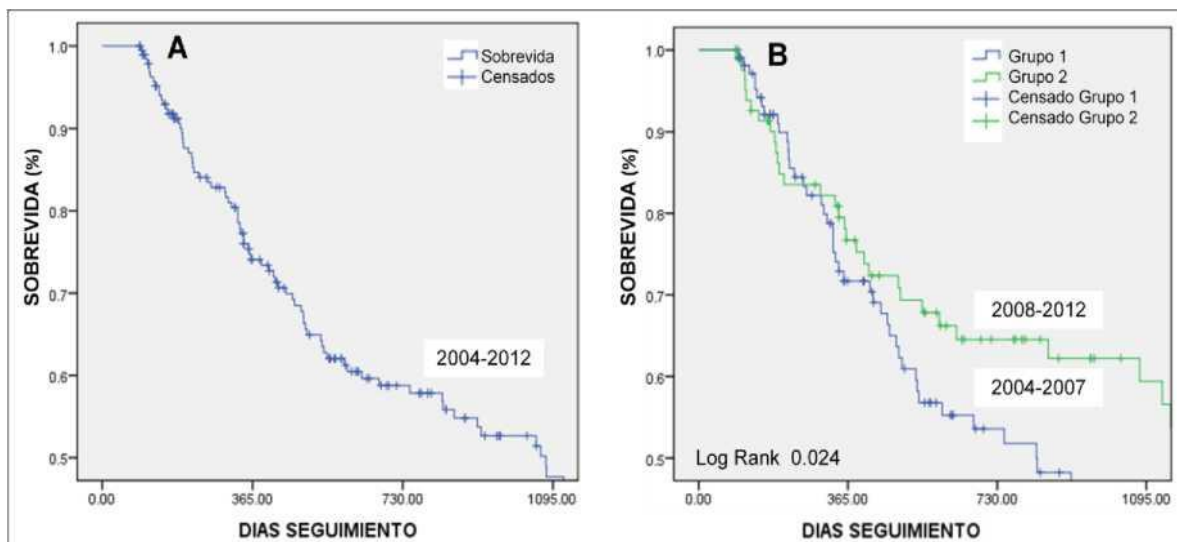 A
Sobrevida
Censados
1.0
0.9
0.8
0.7
0.6
0.5
SOBREVIDA (%)
2004-2012
0.00
365.00
730.00
1095.00
DIAS SEGUIMIENTO
B
Grupo 1
Grupo 2
Censado Grupo 1
Censado Grupo 2
1.0
0.9
0.8
0.7
0.6
0.5
SOBREVIDA (%)
2008-2012
2004-2007
Log Rank 0.024
0.00
365.00
730.00
1095.00
DIAS SEGUIMIENTO